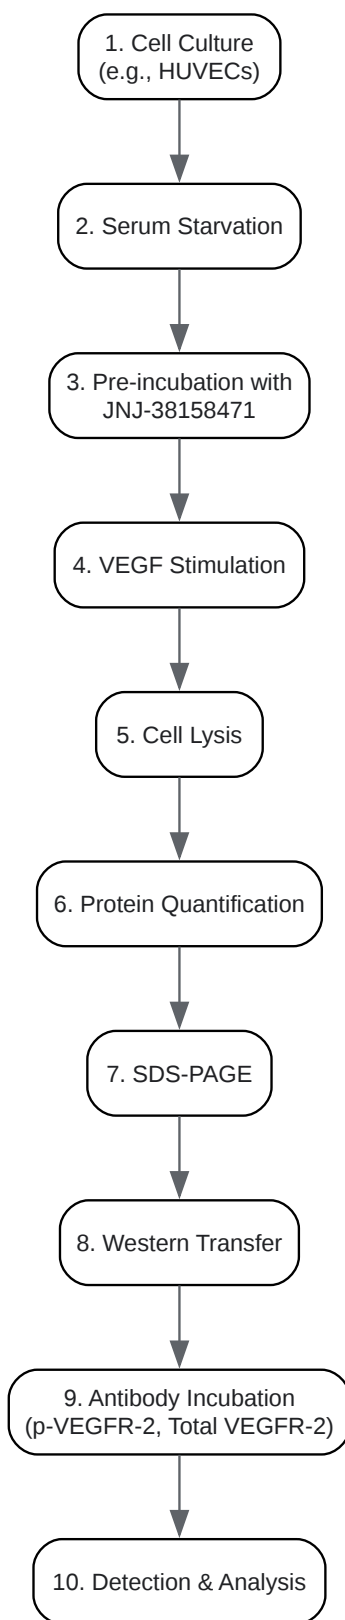 1. Cell Culture
(e.g., HUVECs)
2. Serum Starvation
3. Pre-incubation with
JNJ-38158471
4. VEGF Stimulation
5. Cell Lysis
6. Protein Quantification
7. SDS-PAGE
8. Western Transfer
9. Antibody Incubation
(p-VEGFR-2, Total VEGFR-2)
10. Detection & Analysis